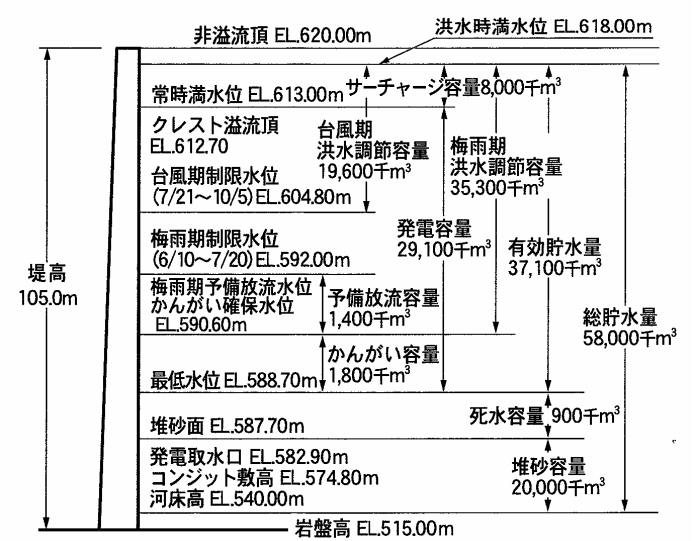 非溢流頂 EL.620.00m
洪水時満水位 EL.618.00m
サーチャージ容量8,000千m³
常時満水位 EL.613.00m
クレスト溢流頂
EL.612.70
台風期
洪水調節容量
19,600千m³
梅雨期
洪水調節容量
35,300千m³
台風期制限水位
(7/21〜10/5)EL.604.80m
発電容量
29,100千m³
有効貯水量
37,100千m³
梅雨期制限水位
(6/10〜7/20)EL.592.00m
堤高
105.0m
梅雨期予備放流水位
かんがい確保水位
EL.590.60m
予備放流容量
1,400千m³
総貯水量
58,000千m³
かんがい容量
1,800千m³
最低水位 EL.588.70m
死水容量 900千m³
堆砂面 EL.587.70m
発電取水口 EL.582.90m
コンジット敷高 EL.574.80m
河床高 EL.540.00m
堆砂容量
20,000千m³
岩盤高 EL.515.00m